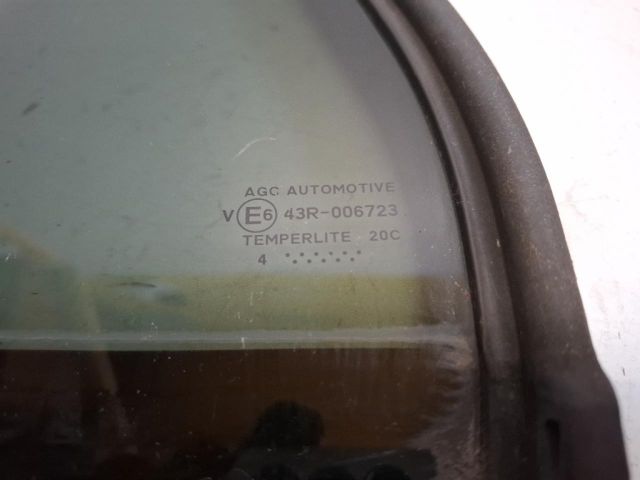 AGC AUTOMOTIVE
V E6 43R-006723
TEMPERLITE 20C
4